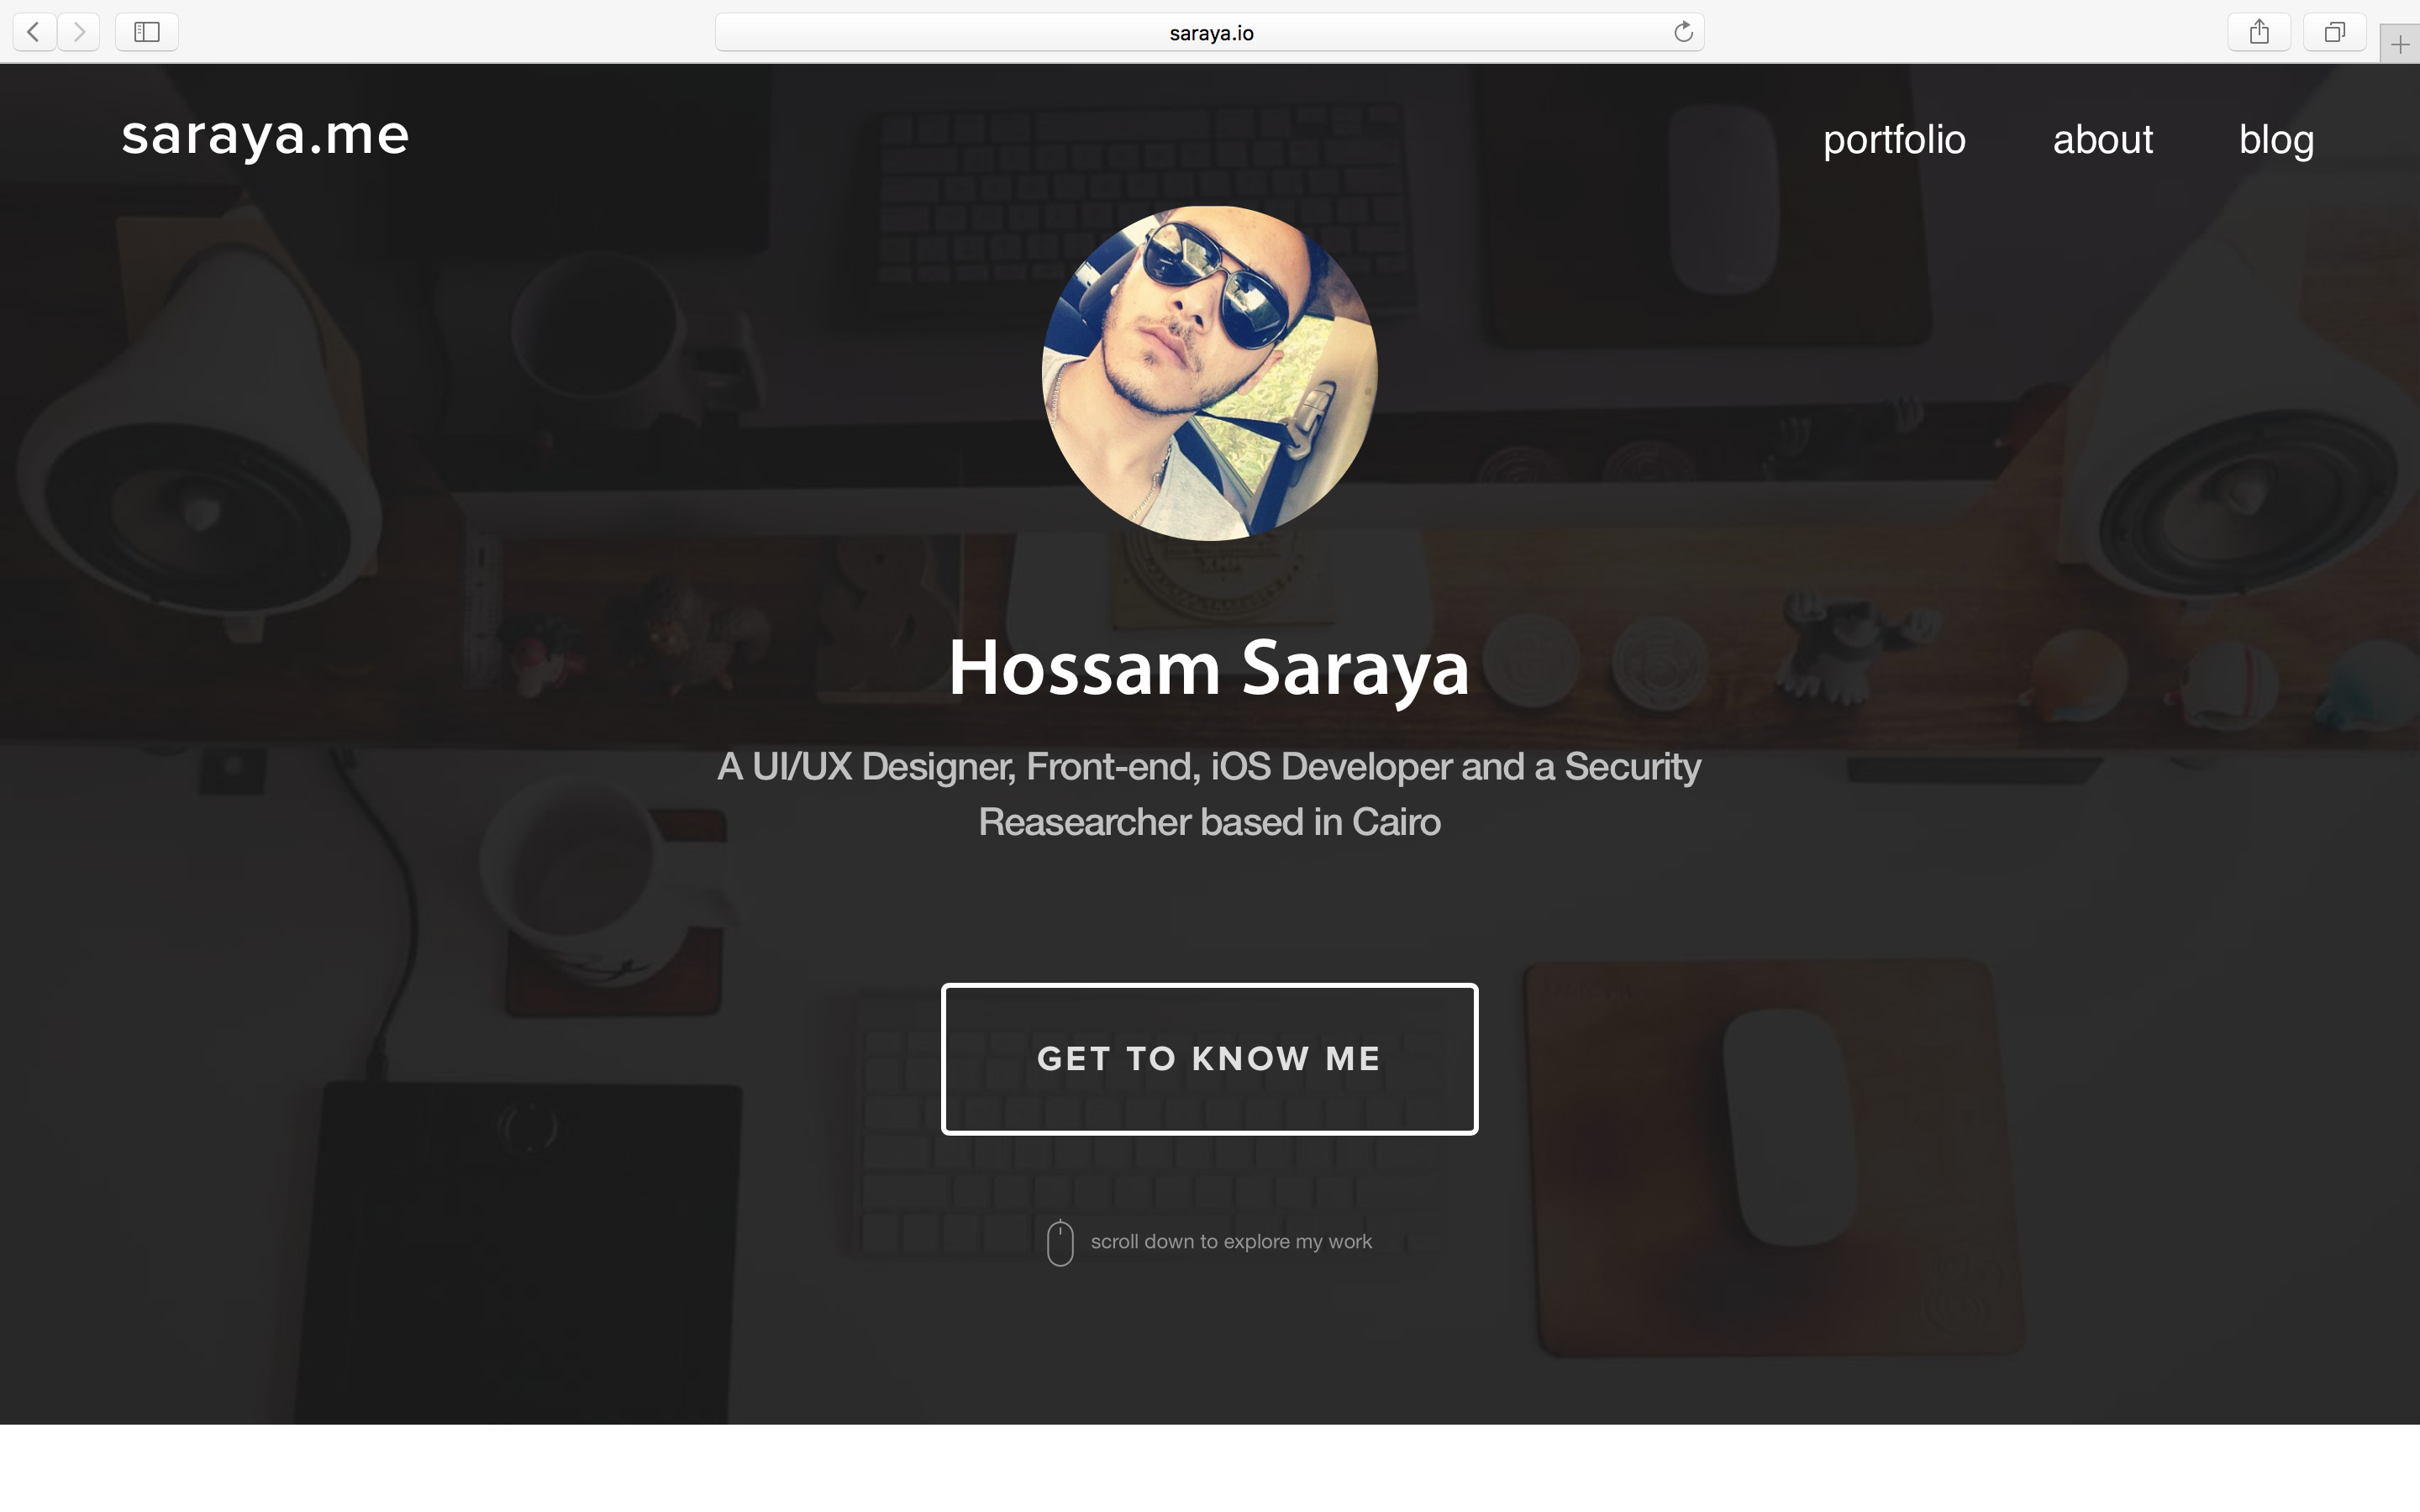 saraya.io
saraya.me
portfolio about blog
Hossam Saraya
A UI/UX Designer, Front-end, iOS Developer and a Security
Reasearcher based in Cairo
GET TO KNOW ME
scroll down to explore my work